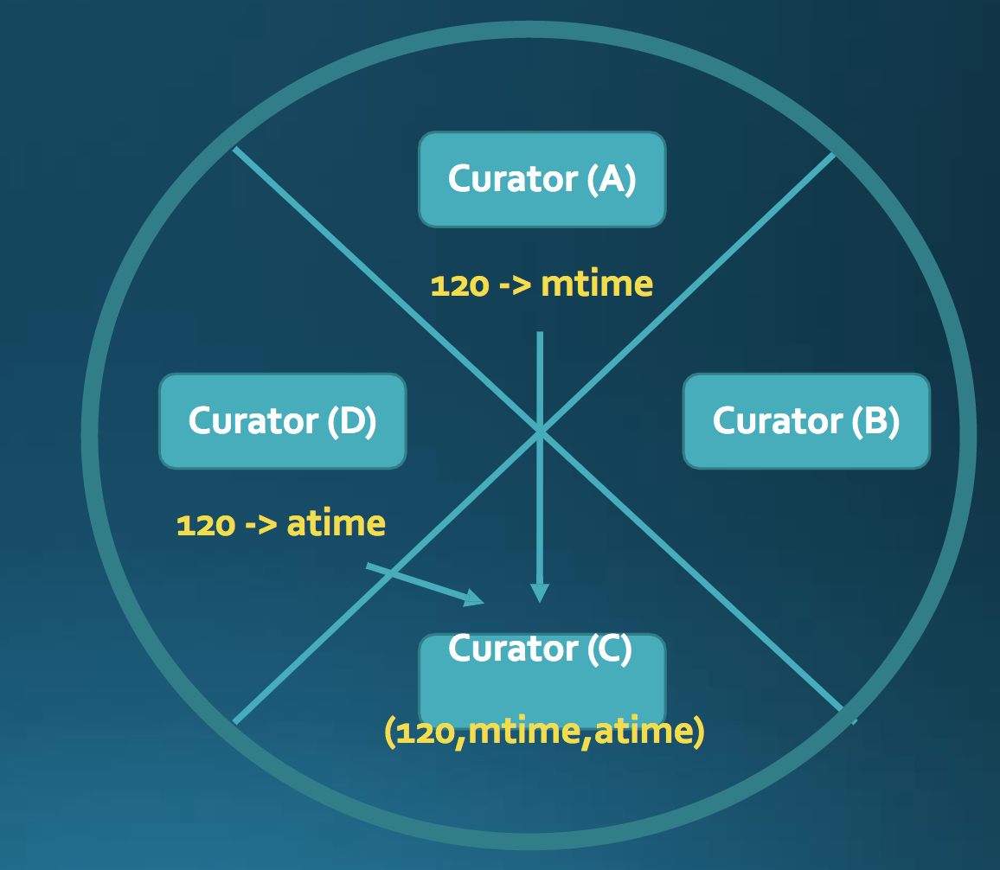 Curator (A)
120 -> mtime
Curator (D)
Curator (B)
120 -> atime
Curator (C)
(120,mtime,atime)